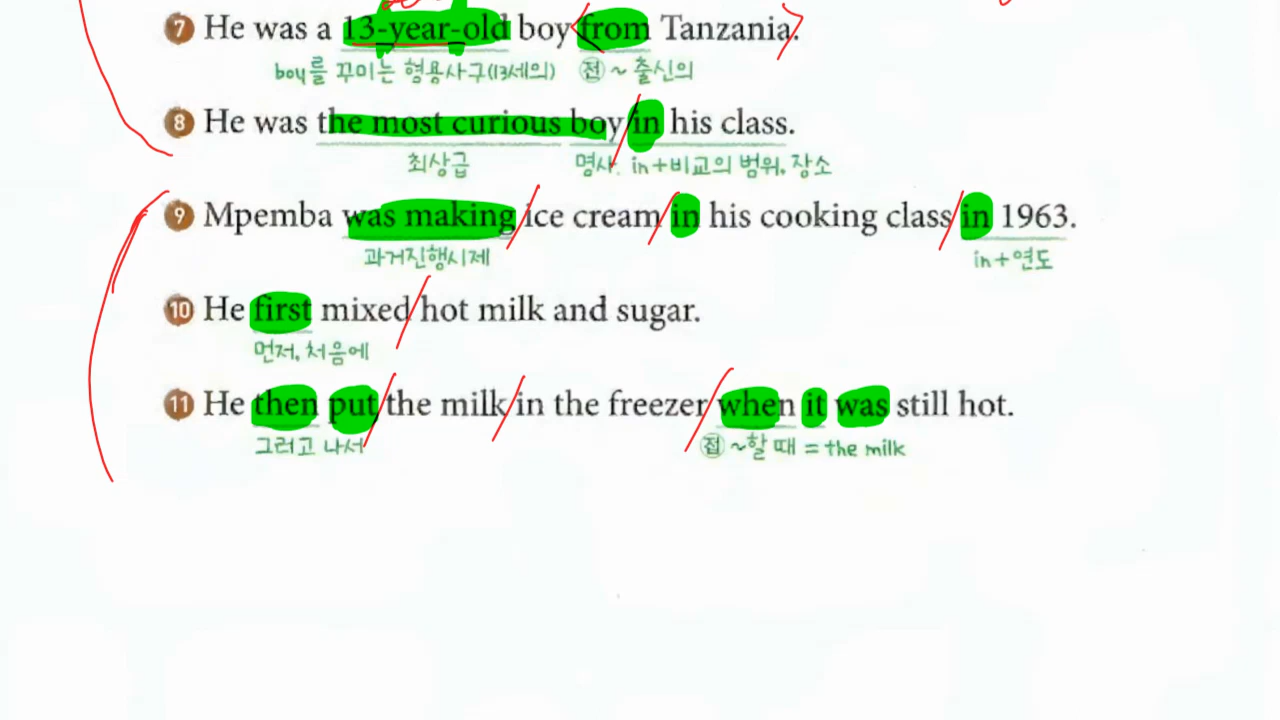 7 He was a 13-year-old boy from Tanzania.
boy를 꾸미는 형용사구(13세의) 전 ~ 출신의
8 He was the most curious boy in his class.
최상급 명사 in+비교의 범위, 장소
9 Mpemba was making ice cream in his cooking class in 1963.
과거진행시제 in+연도
10 He first mixed hot milk and sugar.
먼저, 처음에
11 He then put the milk in the freezer when it was still hot.
그러고 나서 접 ~할 때 = the milk